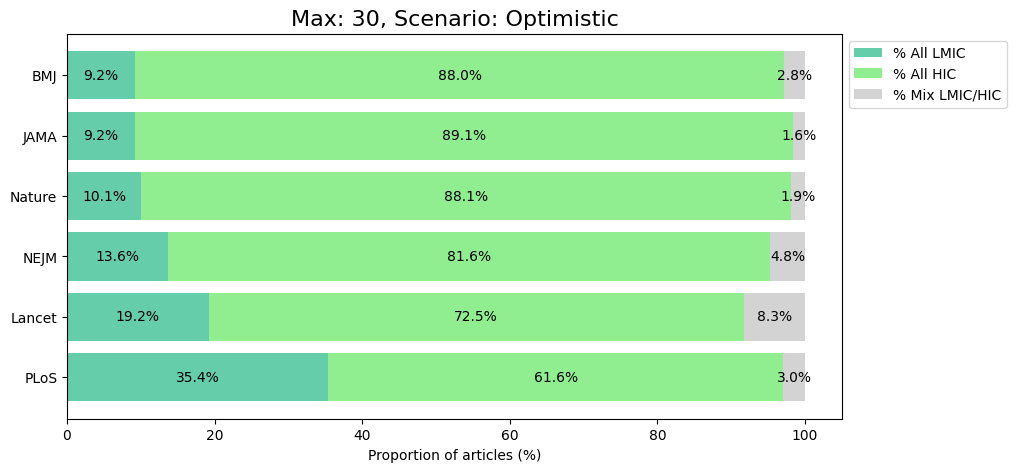 Max: 30, Scenario: Optimistic
% All LMIC
% All HIC
% Mix LMIC/HIC
BMJ 9.2% 88.0% 2.8%
JAMA 9.2% 89.1% 1.6%
Nature 10.1% 88.1% 1.9%
NEJM 13.6% 81.6% 4.8%
Lancet 19.2% 72.5% 8.3%
PLoS 35.4% 61.6% 3.0%
0 20 40 60 80 100
Proportion of articles (%)